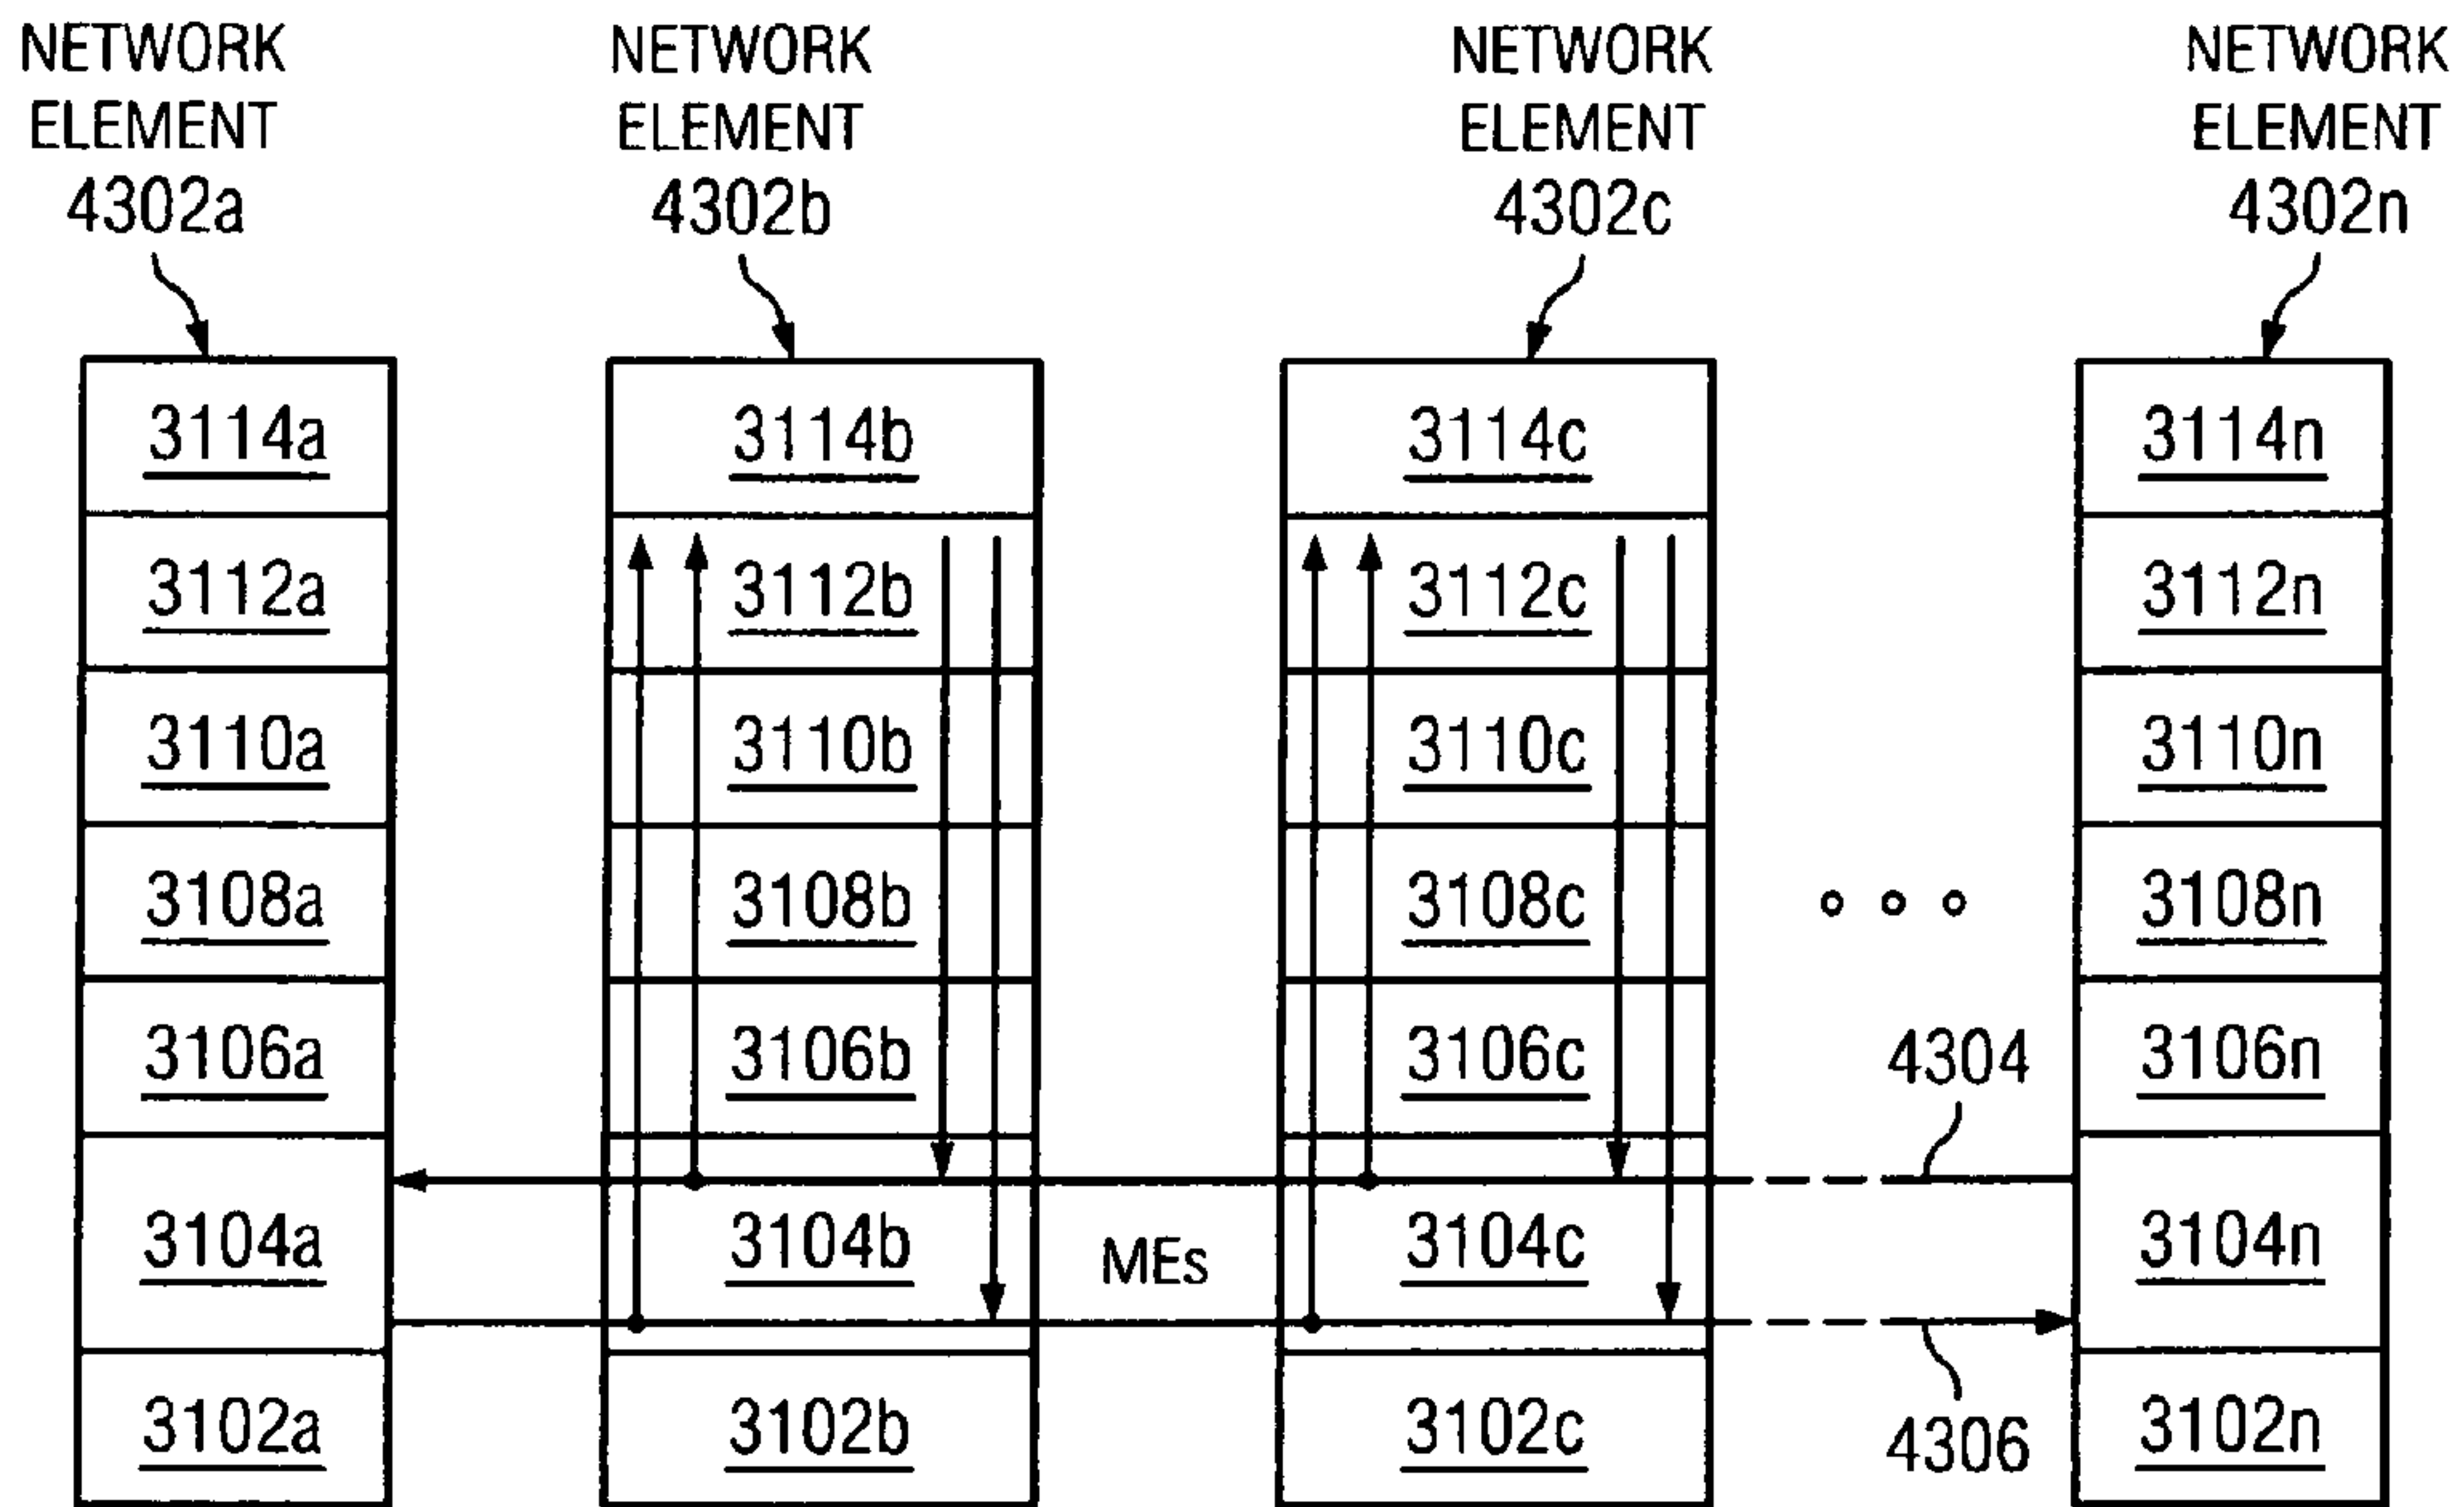 NETWORK
ELEMENT
4302a
NETWORK
ELEMENT
4302b
NETWORK
ELEMENT
4302c
NETWORK
ELEMENT
4302n
3114a
3114b
3114c
3114n
3112a
3112b
3112c
3112n
3110a
3110b
3110c
3110n
3108a
3108b
3108c
3108n
3106a
3106b
3106c
4304
3106n
3104a
3104b
MEs
3104c
3104n
3102a
3102b
3102c
4306
3102n